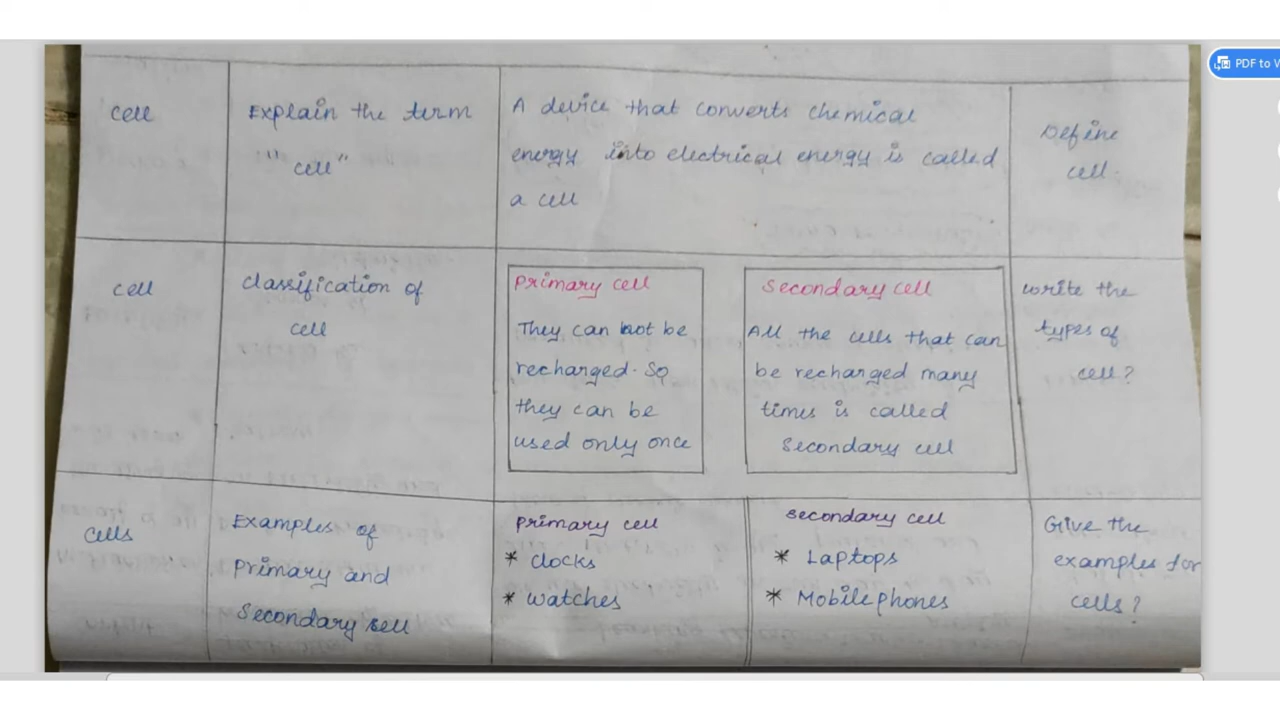 cell
Explain the term
"cell"
A device that converts chemical
energy into electrical energy is called
a cell
Define
cell.
cell
classification of
cell
Primary cell
They can not be
recharged. So
they can be
used only once
Secondary cell
All the cells that can
be recharged many
times is called
Secondary cell
write the
types of
cell?
cells
Examples of
primary and
Secondary cell
primary cell
* clocks
* watches
secondary cell
* Laptops
* Mobilephones
Give the
examples for
cells?
PDF to